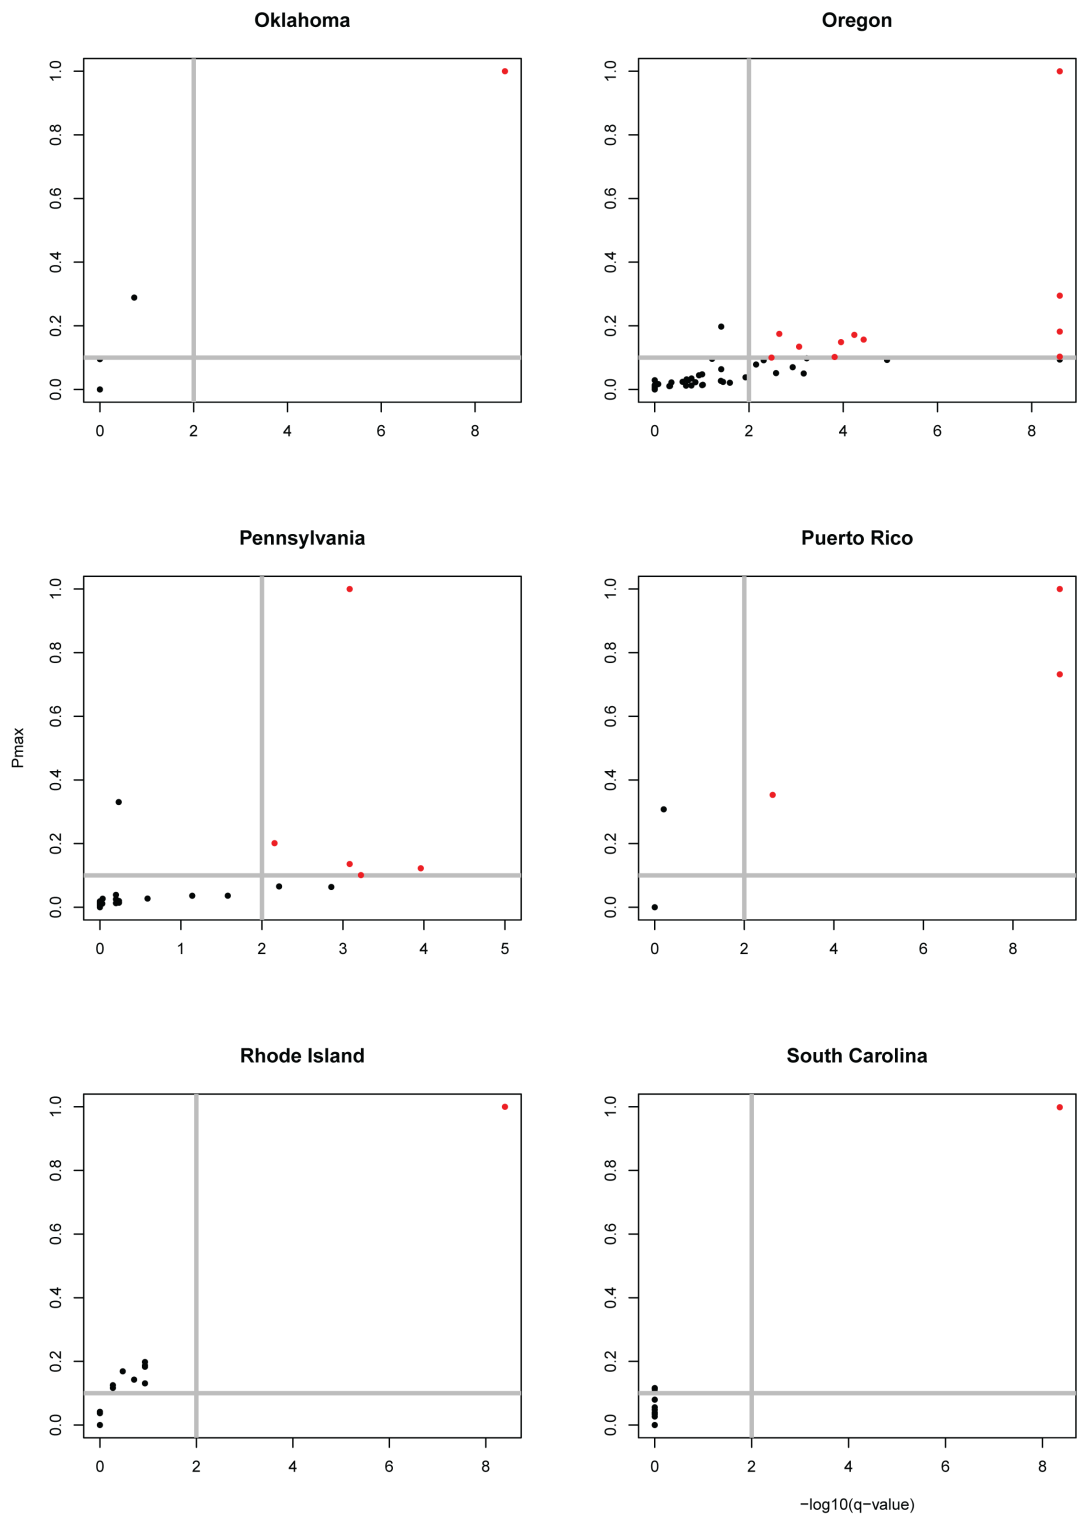 Oklahoma
1.0
0.8
0.6
0.4
0.2
0.0
0 2 4 6 8
Oregon
1.0
0.8
0.6
0.4
0.2
0.0
0 2 4 6 8
Pennsylvania
Pmax
1.0
0.8
0.6
0.4
0.2
0.0
0 1 2 3 4 5
Puerto Rico
1.0
0.8
0.6
0.4
0.2
0.0
0 2 4 6 8
Rhode Island
1.0
0.8
0.6
0.4
0.2
0.0
0 2 4 6 8
South Carolina
1.0
0.8
0.6
0.4
0.2
0.0
0 2 4 6 8
−log10(q−value)